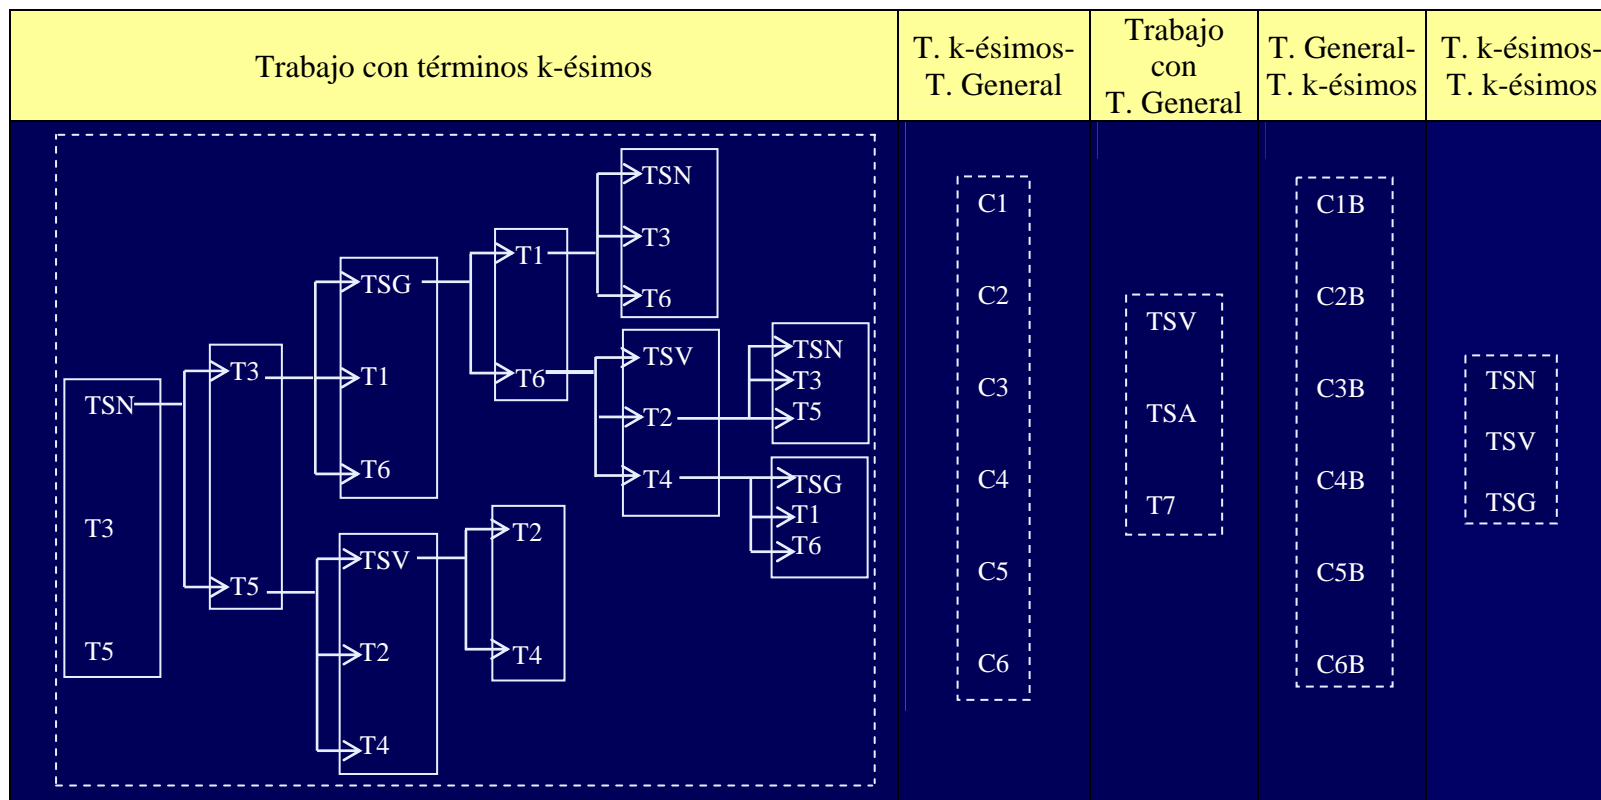 Trabajo con términos k-ésimos
T. k-ésimos-
T. General
Trabajo
con
T. General
T. General-
T. k-ésimos
T. k-ésimos-
T. k-ésimos
TSN
T3
T5
T3
T5
TSG
T1
T6
TSV
T2
T4
T1
T6
T2
T4
TSN
T3
T6
TSV
T2
T4
TSN
T3
T5
TSG
T1
T6
C1
C2
C3
C4
C5
C6
TSV
TSA
T7
C1B
C2B
C3B
C4B
C5B
C6B
TSN
TSV
TSG